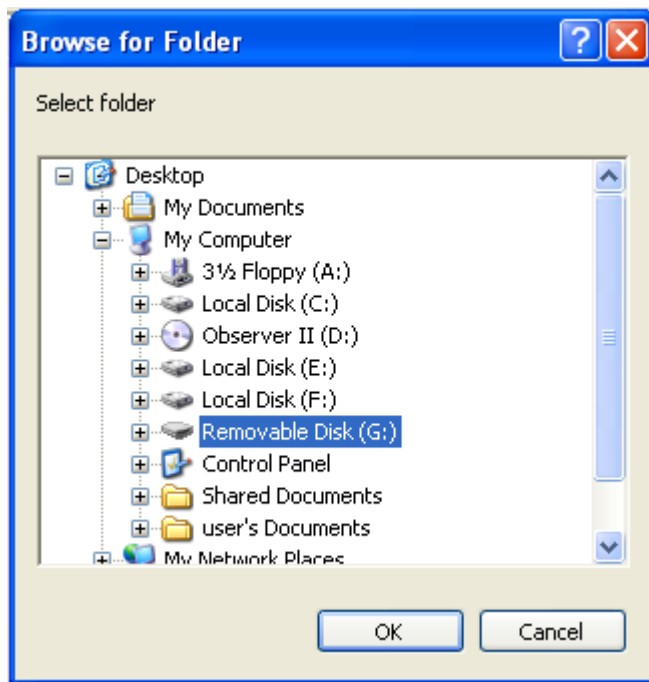 Browse for Folder
Select folder
Desktop
My Documents
My Computer
3½ Floppy (A:)
Local Disk (C:)
Observer II (D:)
Local Disk (E:)
Local Disk (F:)
Removable Disk (G:)
Control Panel
Shared Documents
user's Documents
My Network Places
OK Cancel